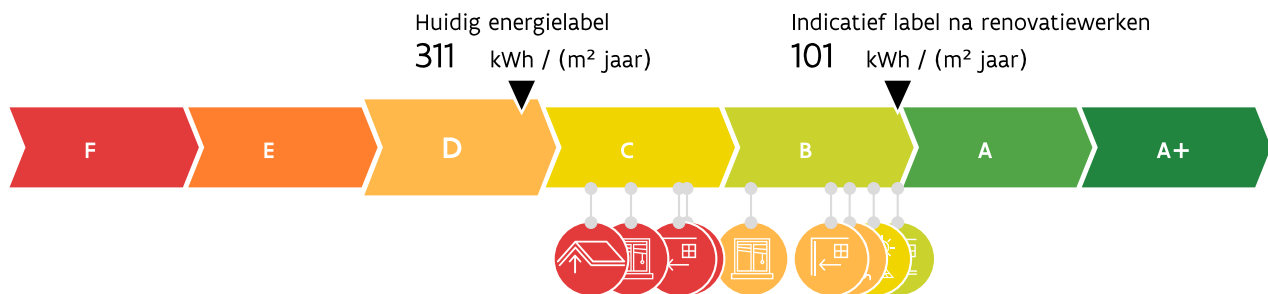 Huidig energielabel
311 kWh / (m² jaar)
Indicatief label na renovatiewerken
101 kWh / (m² jaar)
F E D C B A A+